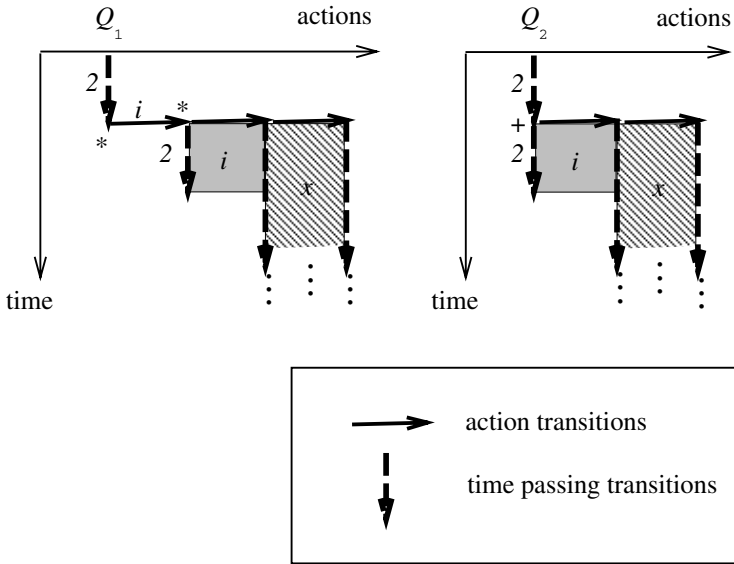 Q1 actions Q2 actions
2 i * 2
* 2 i x + 2 i x
time time
action transitions
time passing transitions